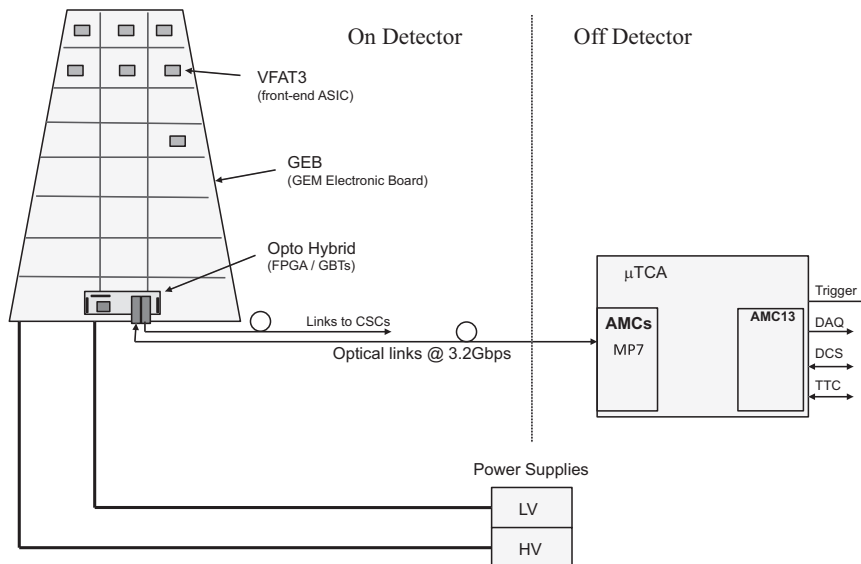 On Detector
Off Detector
VFAT3
(front-end ASIC)
GEB
(GEM Electronic Board)
Opto Hybrid
(FPGA / GBTs)
Links to CSCs
Optical links @ 3.2Gbps
μTCA
AMCs
MP7
AMC13
Trigger
DAQ
DCS
TTC
Power Supplies
LV
HV